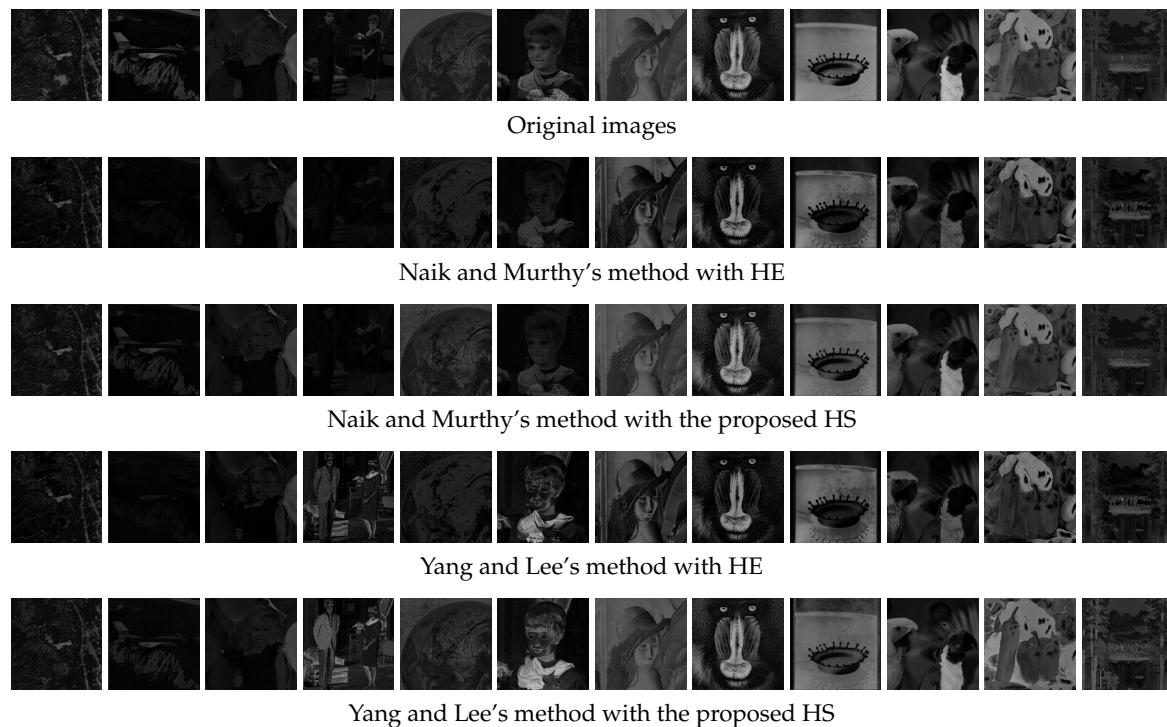 Original images
Naik and Murthy’s method with HE
Naik and Murthy’s method with the proposed HS
Yang and Lee’s method with HE
Yang and Lee’s method with the proposed HS